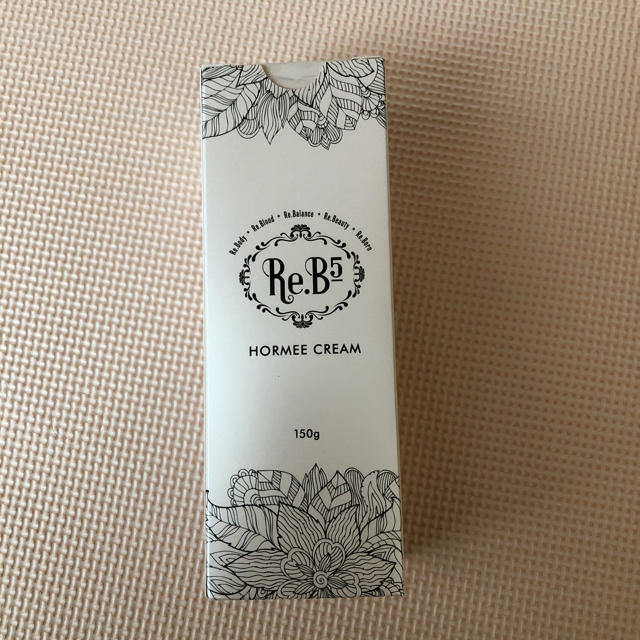 Re.Body • Re.Blood • Re.Balance • Re.Beauty • Re.Born
Re.B5
HORMEE CREAM
150g